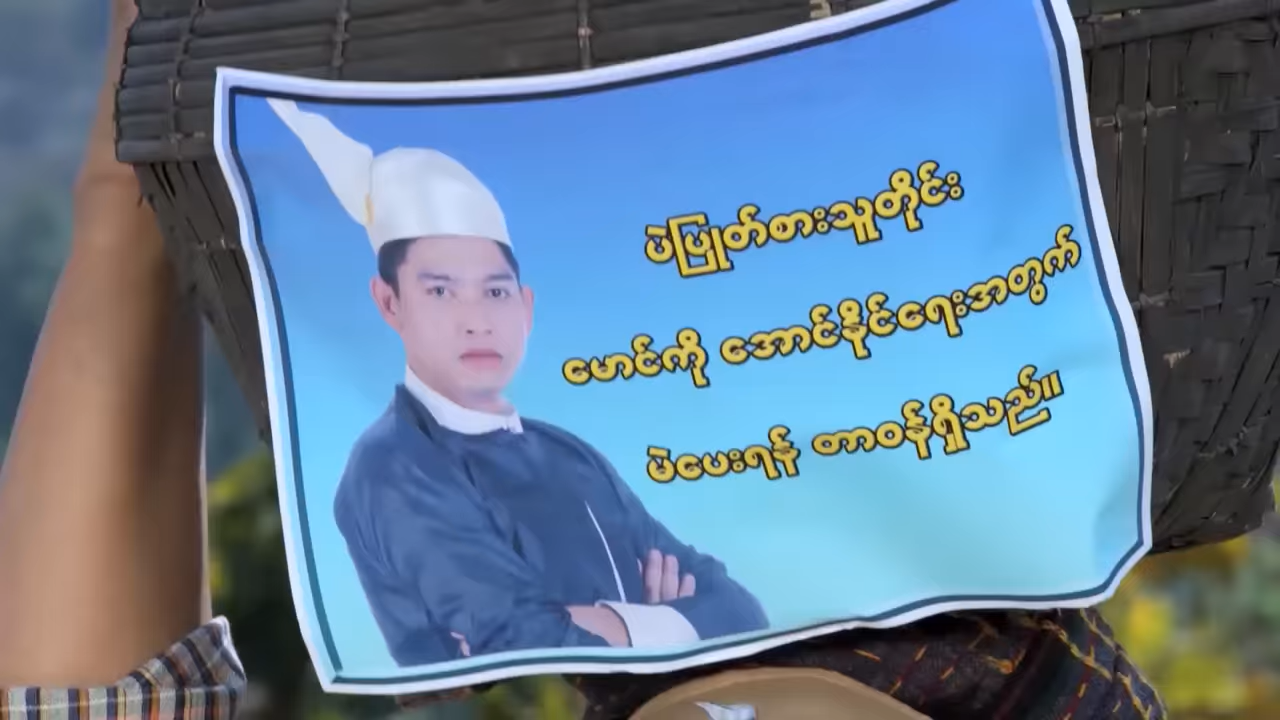 ပဲပြုတ်စားသူတိုင်း
မောင်ကို အောင်နိုင်ရေးအတွက်
မဲပေးရန် တာဝန်ရှိသည်။